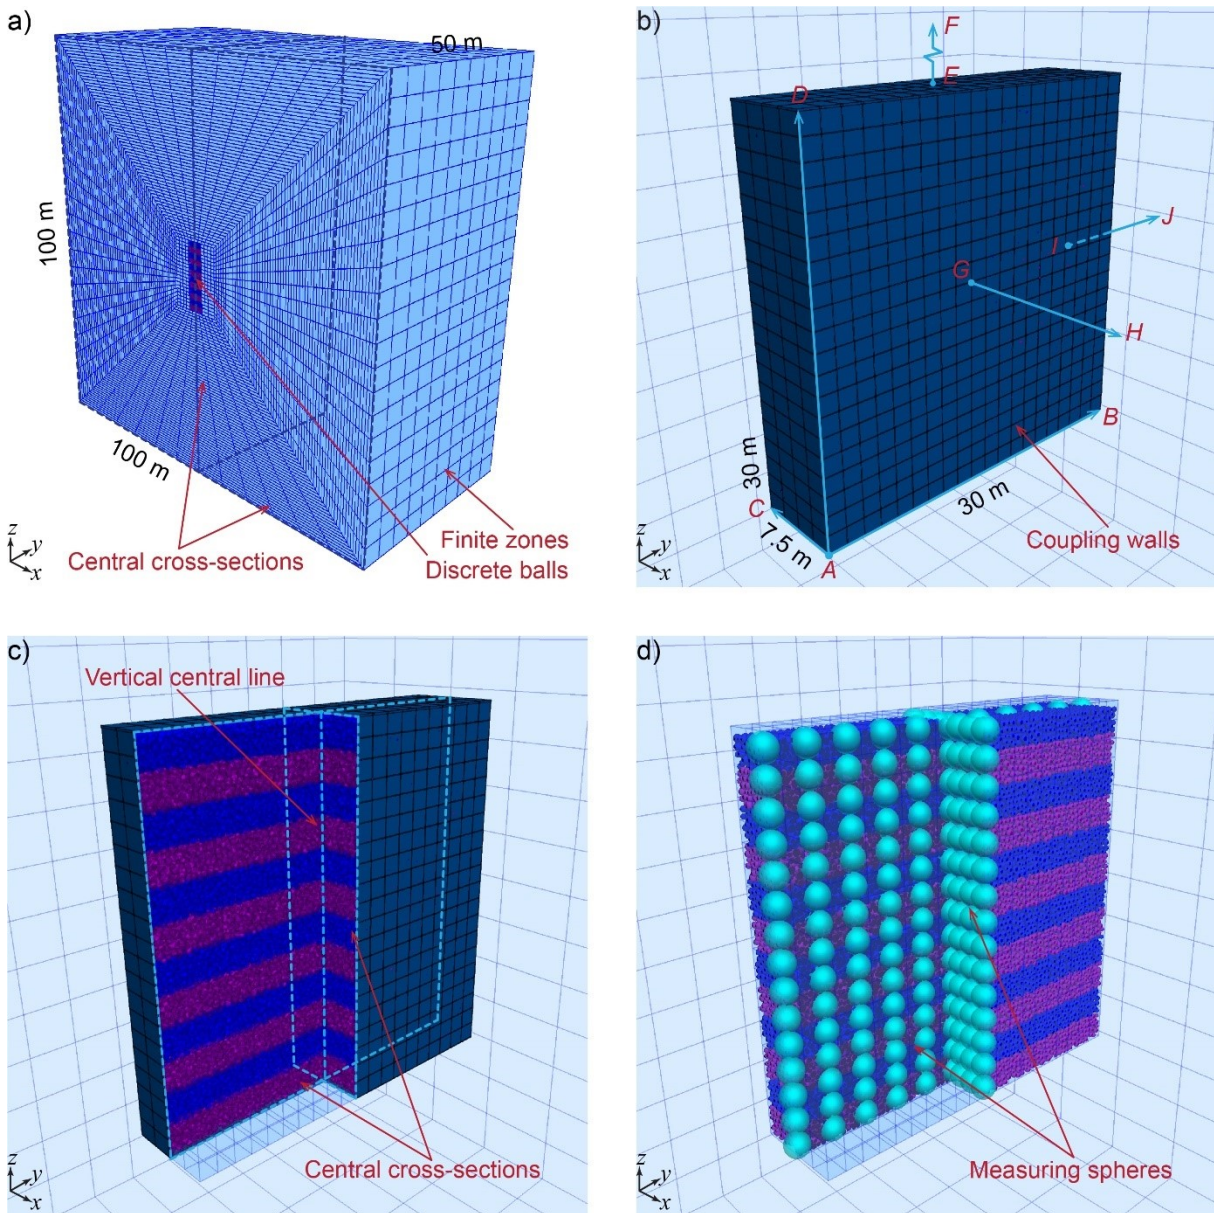 a)
50 m
100 m
100 m
Central cross-sections
Finite zones
Discrete balls
z
y
x
b)
F
E
D
J
I
G
H
B
30 m
C
7.5 m
A
30 m
Coupling walls
z
y
x
c)
Vertical central line
Central cross-sections
z
y
x
d)
Measuring spheres
z
y
x